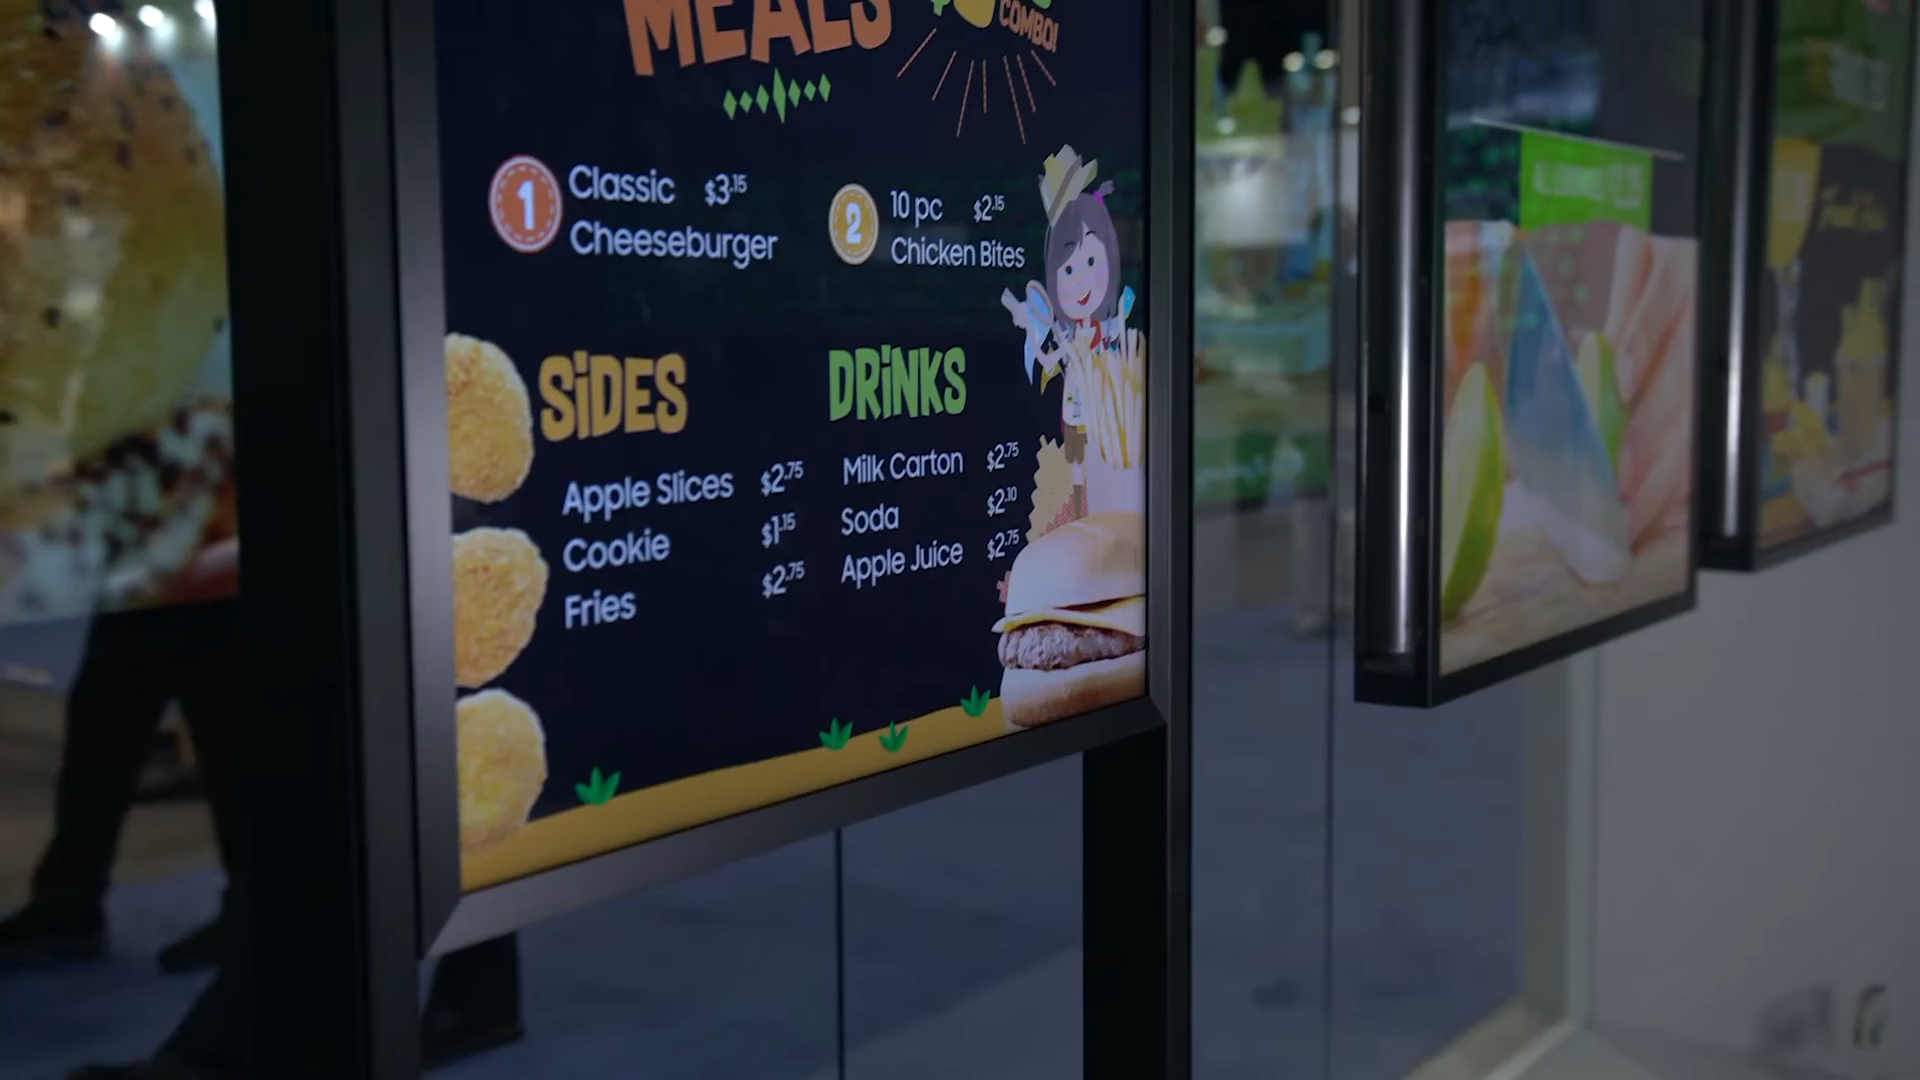 MEALS
COMBO!
1 Classic $3.15
Cheeseburger
2 10 pc $2.15
Chicken Bites
SiDES
Apple Slices $2.75
Cookie $1.15
Fries $2.75
DRiNKS
Milk Carton $2.75
Soda $2.10
Apple Juice $2.75